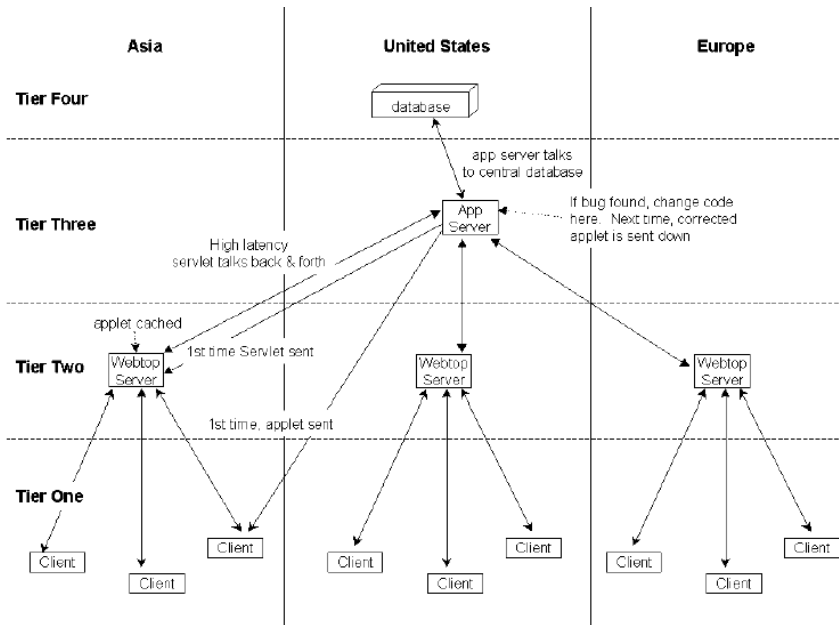 Asia
United States
Europe
Tier Four
database
app server talks
to central database
Tier Three
App
Server
If bug found, change code
here. Next time, corrected
applet is sent down
High latency
servlet talks back & forth
applet cached
1st time Servlet sent
Tier Two
Webtop
Server
Webtop
Server
Webtop
Server
1st time, applet sent
Tier One
Client
Client
Client
Client
Client
Client
Client
Client
Client